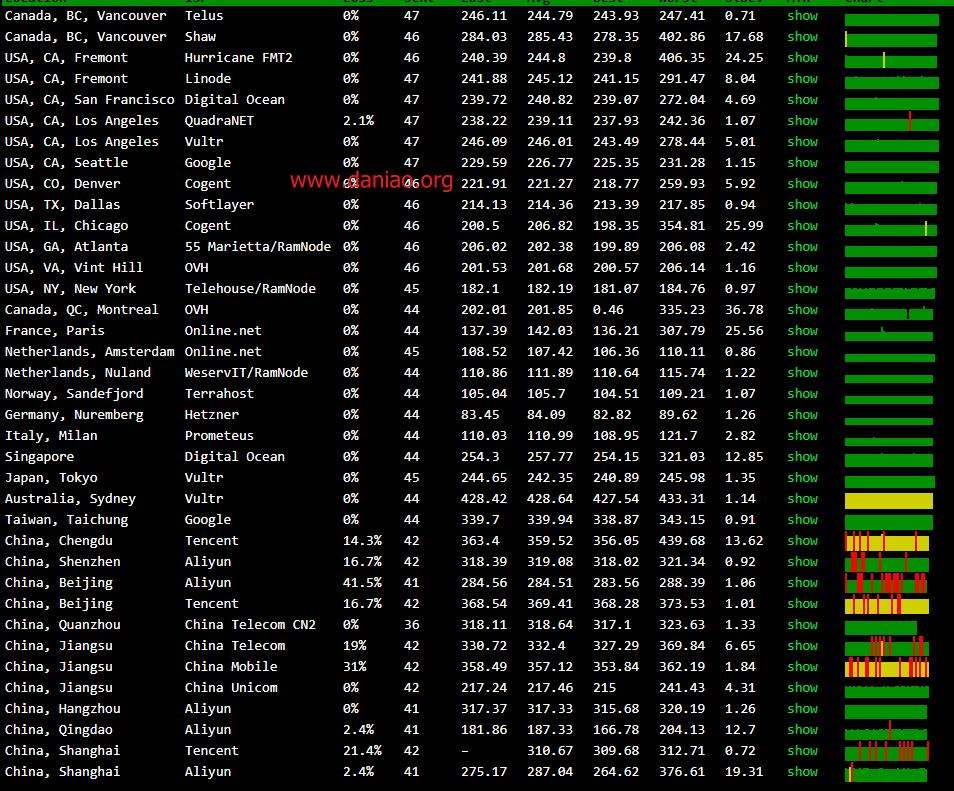 Location ISP Loss Sent Last Avg Best Worst StDev MTR Chart
Canada, BC, Vancouver Telus 0% 47 246.11 244.79 243.93 247.41 0.71 show
Canada, BC, Vancouver Shaw 0% 46 284.03 285.43 278.35 402.86 17.68 show
USA, CA, Fremont Hurricane FMT2 0% 46 240.39 244.8 239.8 406.35 24.25 show
USA, CA, Fremont Linode 0% 47 241.88 245.12 241.15 291.47 8.04 show
USA, CA, San Francisco Digital Ocean 0% 47 239.72 240.82 239.07 272.04 4.69 show
USA, CA, Los Angeles QuadraNET 2.1% 47 238.22 239.11 237.93 242.36 1.07 show
USA, CA, Los Angeles Vultr 0% 47 246.09 246.01 243.49 278.44 5.01 show
USA, CA, Seattle Google 0% 47 229.59 226.77 225.35 231.28 1.15 show
www.daniao.org
USA, CO, Denver Cogent 0% 46 221.91 221.27 218.77 259.93 5.92 show
USA, TX, Dallas Softlayer 0% 46 214.13 214.36 213.39 217.85 0.94 show
USA, IL, Chicago Cogent 0% 46 200.5 206.82 198.35 354.81 25.99 show
USA, GA, Atlanta 55 Marietta/RamNode 0% 46 206.02 202.38 199.89 206.08 2.42 show
USA, VA, Vint Hill OVH 0% 46 201.53 201.68 200.57 206.14 1.16 show
USA, NY, New York Telehouse/RamNode 0% 45 182.1 182.19 181.07 184.76 0.97 show
Canada, QC, Montreal OVH 0% 44 202.01 201.85 0.46 335.23 36.78 show
France, Paris Online.net 0% 44 137.39 142.03 136.21 307.79 25.56 show
Netherlands, Amsterdam Online.net 0% 45 108.52 107.42 106.36 110.11 0.86 show
Netherlands, Nuland WeservIT/RamNode 0% 44 110.86 111.89 110.64 115.74 1.22 show
Norway, Sandefjord Terrahost 0% 44 105.04 105.7 104.51 109.21 1.07 show
Germany, Nuremberg Hetzner 0% 44 83.45 84.09 82.82 89.62 1.26 show
Italy, Milan Prometeus 0% 44 110.03 110.99 108.95 121.7 2.82 show
Singapore Digital Ocean 0% 44 254.3 257.77 254.15 321.03 12.85 show
Japan, Tokyo Vultr 0% 45 244.65 242.35 240.89 245.98 1.35 show
Australia, Sydney Vultr 0% 44 428.42 428.64 427.54 433.31 1.14 show
Taiwan, Taichung Google 0% 44 339.7 339.94 338.87 343.15 0.91 show
China, Chengdu Tencent 14.3% 42 363.4 359.52 356.05 439.68 13.62 show
China, Shenzhen Aliyun 16.7% 42 318.39 319.08 318.02 321.34 0.92 show
China, Beijing Aliyun 41.5% 41 284.56 284.51 283.56 288.39 1.06 show
China, Beijing Tencent 16.7% 42 368.54 369.41 368.28 373.53 1.01 show
China, Quanzhou China Telecom CN2 0% 36 318.11 318.64 317.1 323.63 1.33 show
China, Jiangsu China Telecom 19% 42 330.72 332.4 327.29 369.84 6.65 show
China, Jiangsu China Mobile 31% 42 358.49 357.12 353.84 362.19 1.84 show
China, Jiangsu China Unicom 0% 42 217.24 217.46 215 241.43 4.31 show
China, Hangzhou Aliyun 0% 41 317.37 317.33 315.68 320.19 1.26 show
China, Qingdao Aliyun 2.4% 41 181.86 187.33 166.78 204.13 12.7 show
China, Shanghai Tencent 21.4% 42 – 310.67 309.68 312.71 0.72 show
China, Shanghai Aliyun 2.4% 41 275.17 287.04 264.62 376.61 19.31 show